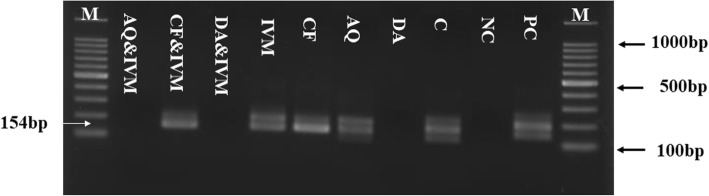 M
AQ&IVM
CF&IVM
DA&IVM
IVM
CF
AQ
DA
C
NC
PC
M
1000bp
500bp
154bp
100bp